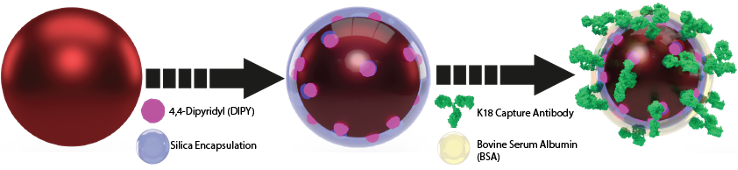 4,4-Dipyridyl (DIPY)
Silica Encapsulation
K18 Capture Antibody
Bovine Serum Albumin
(BSA)